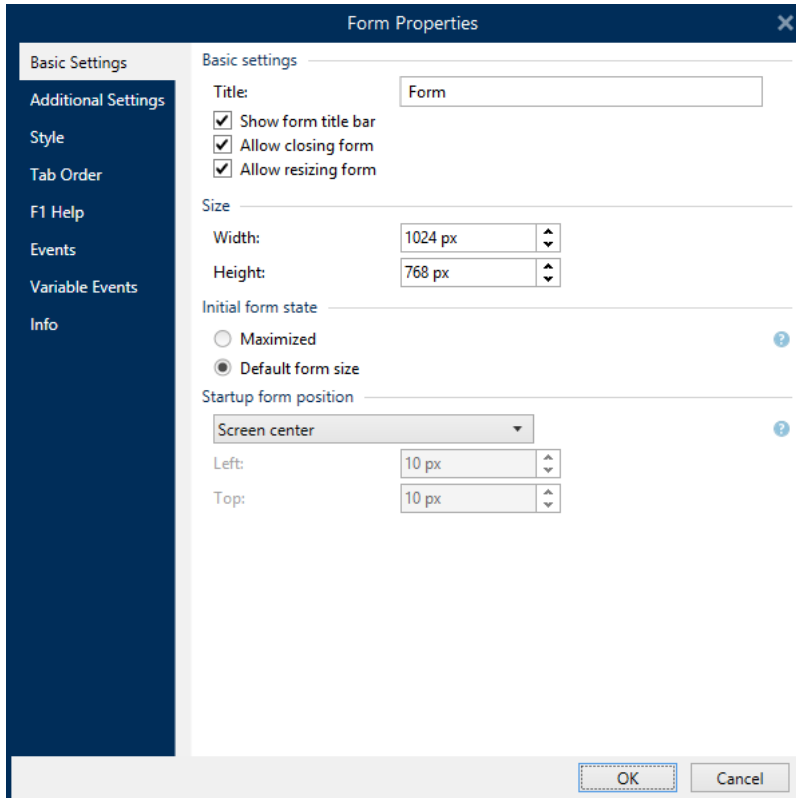 Form Properties
Basic Settings
Additional Settings
Style
Tab Order
F1 Help
Events
Variable Events
Info
Basic settings
Title: Form
Show form title bar
Allow closing form
Allow resizing form
Size
Width: 1024 px
Height: 768 px
Initial form state
Maximized
?
Default form size
Startup form position
Screen center
?
Left: 10 px
Top: 10 px
OK Cancel